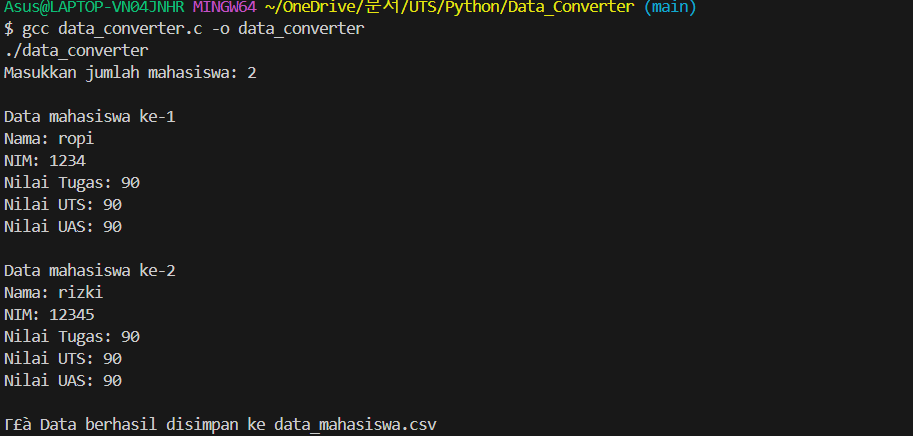 Asus@LAPTOP-VN04JNHR MINGW64 ~/OneDrive/문서/UTS/Python/Data_Converter (main)
$ gcc data_converter.c -o data_converter
./data_converter
Masukkan jumlah mahasiswa: 2
Data mahasiswa ke-1
Nama: ropi
NIM: 1234
Nilai Tugas: 90
Nilai UTS: 90
Nilai UAS: 90
Data mahasiswa ke-2
Nama: rizki
NIM: 12345
Nilai Tugas: 90
Nilai UTS: 90
Nilai UAS: 90
Γ£à Data berhasil disimpan ke data_mahasiswa.csv